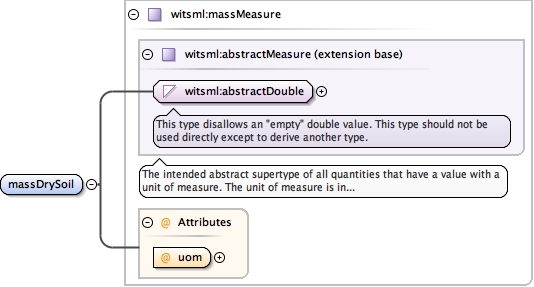 witsml:massMeasure
witsml:abstractMeasure (extension base)
witsml:abstractDouble
This type disallows an "empty" double value. This type should not be
used directly except to derive another type.
The intended abstract supertype of all quantities that have a value with a
unit of measure. The unit of measure is in...
massDrySoil
@ Attributes
@ uom